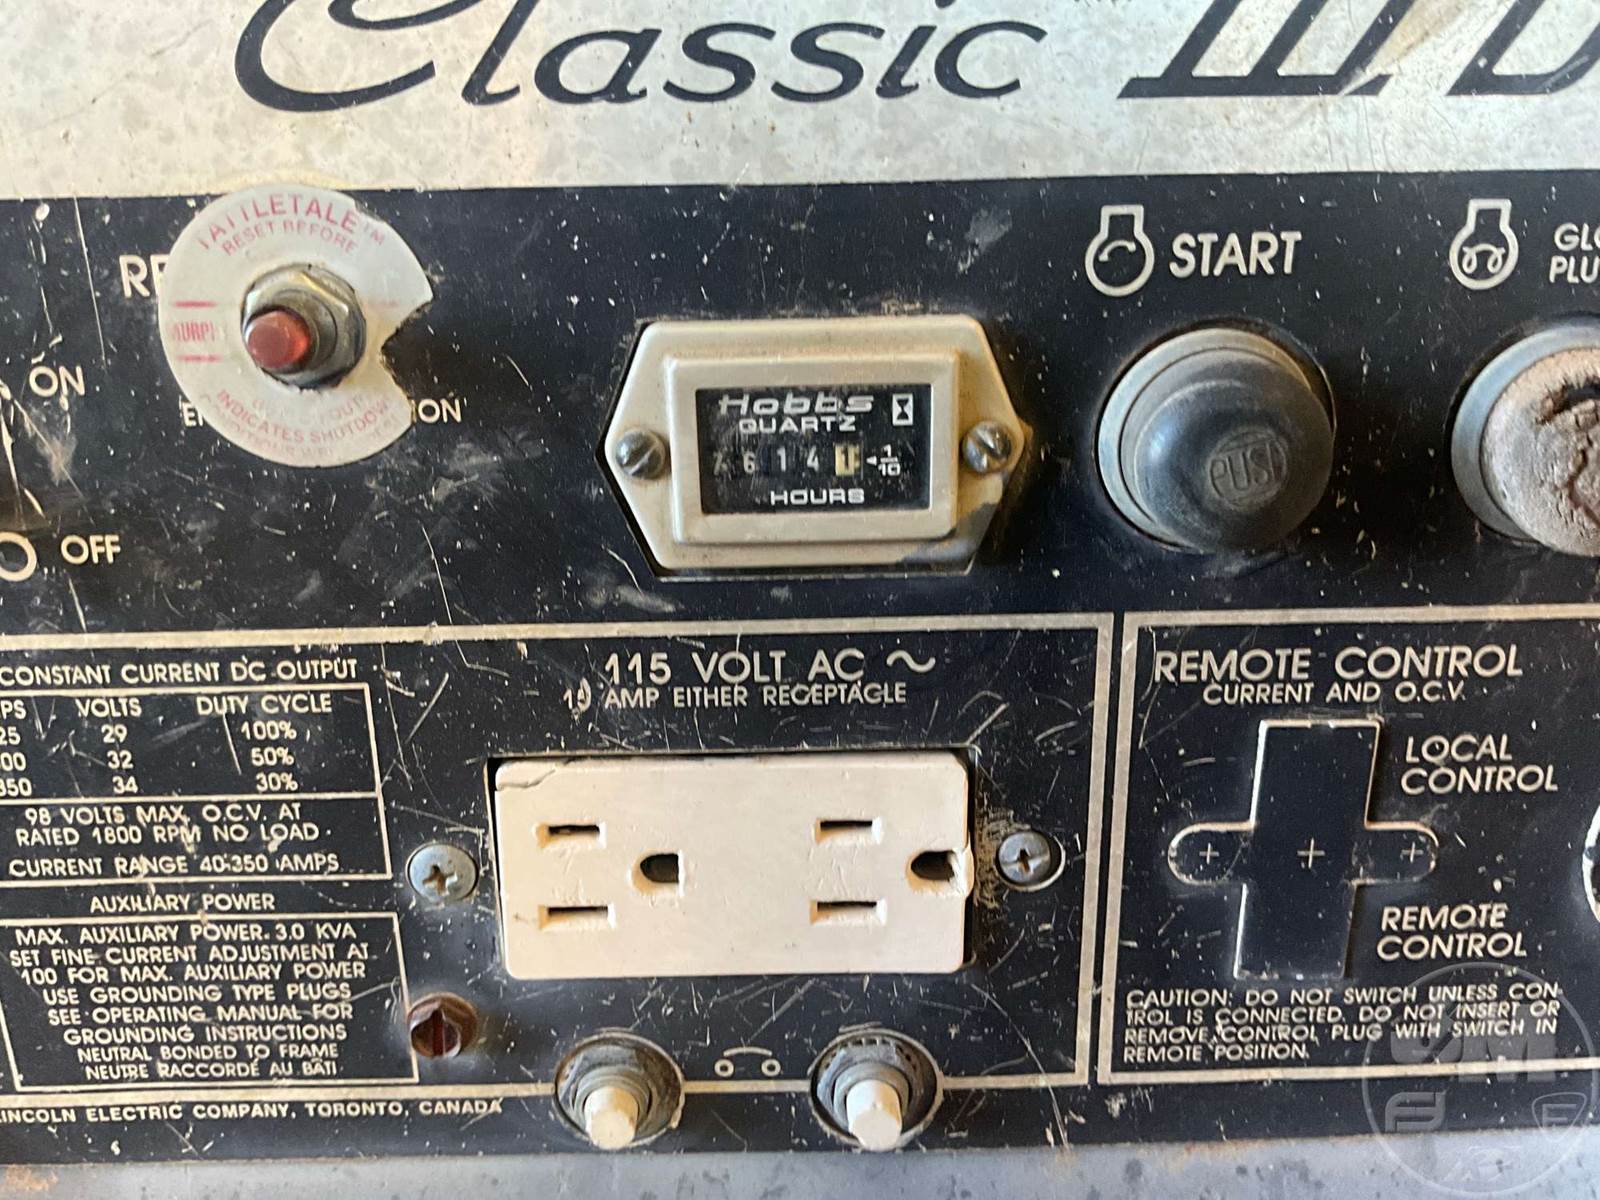 Classic III D
TATTLETALE™
RESET BEFORE
MURPHY
INDICATES SHUTDOWN
ON
OFF
Hobbs
QUARTZ
6 1 4
1/10
HOURS
START
PUSH
115 VOLT AC ~
AMP EITHER RECEPTACLE
CONSTANT CURRENT DC OUTPUT
VOLTS DUTY CYCLE
29 100%
32 50%
350 34 30%
98 VOLTS MAX. O.C.V. AT
RATED 1800 RPM NO LOAD
CURRENT RANGE 40-350 AMPS
AUXILIARY POWER
MAX. AUXILIARY POWER. 3.0 KVA
SET FINE CURRENT ADJUSTMENT AT
100 FOR MAX. AUXILIARY POWER
USE GROUNDING TYPE PLUGS
SEE OPERATING MANUAL FOR
GROUNDING INSTRUCTIONS
NEUTRAL BONDED TO FRAME
NEUTRE RACCORDÉ AU BÂTI
LINCOLN ELECTRIC COMPANY, TORONTO, CANADA
REMOTE CONTROL
CURRENT AND O.C.V.
LOCAL
CONTROL
REMOTE
CONTROL
CAUTION: DO NOT SWITCH UNLESS CON-
TROL IS CONNECTED. DO NOT INSERT OR
REMOVE CONTROL PLUG WITH SWITCH IN
REMOTE POSITION.